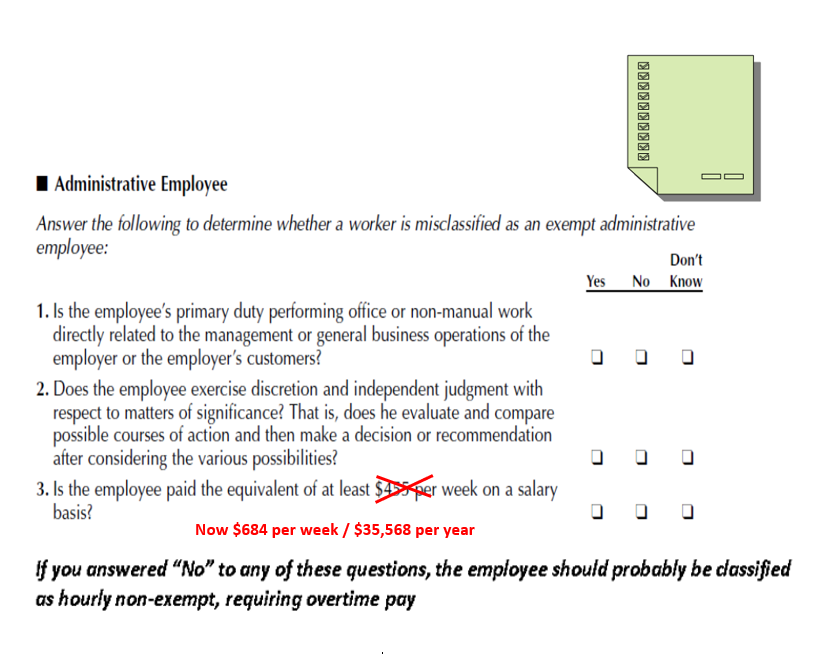 ■ Administrative Employee
Answer the following to determine whether a worker is misclassified as an exempt administrative
employee:
Don't
Yes No Know
1. Is the employee's primary duty performing office or non-manual work
directly related to the management or general business operations of the
employer or the employer's customers?
2. Does the employee exercise discretion and independent judgment with
respect to matters of significance? That is, does he evaluate and compare
possible courses of action and then make a decision or recommendation
after considering the various possibilities?
3. Is the employee paid the equivalent of at least $455 per week on a salary
basis?
Now $684 per week / $35,568 per year
If you answered “No” to any of these questions, the employee should probably be classified
as hourly non-exempt, requiring overtime pay